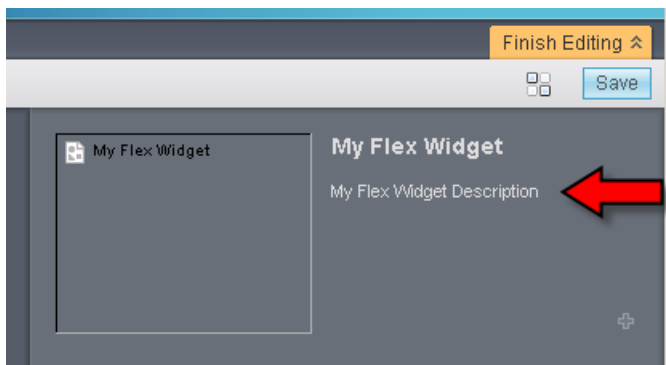 Finish Editing
Save
My Flex Widget
My Flex Widget
My Flex Widget Description